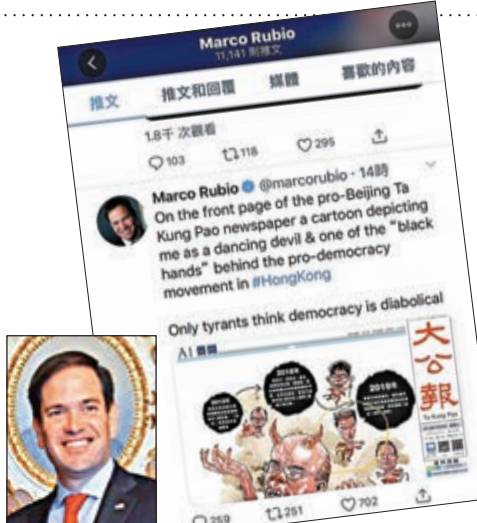 Marco Rubio
11,141 則推文
推文 推文和回覆 媒體 喜歡的內容
1.8千 次觀看
103 118 295
Marco Rubio @marcorubio · 14時
On the front page of the pro-Beijing Ta
Kung Pao newspaper a cartoon depicting
me as a dancing devil & one of the “black
hands” behind the pro-democracy
movement in #HongKong
Only tyrants think democracy is diabolical
A1 要聞
大公報
Ta Kung Pao
2019年
259 251 702